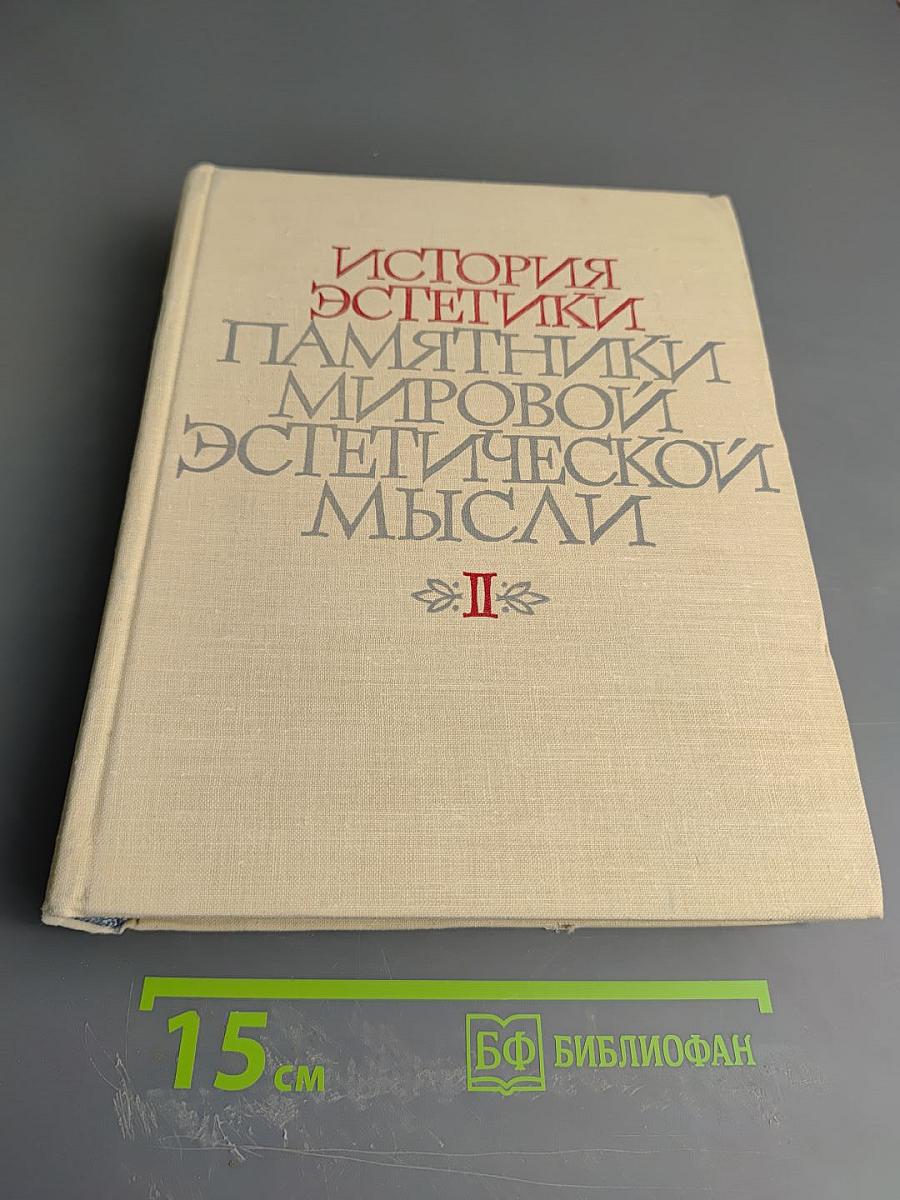 ИСТОРИЯ
ЭСТЕТИКИ
ПАМЯТНИКИ
МИРОВОЙ
ЭСТЕТИЧЕСКОЙ
МЫСЛИ
II
15 см
БФ БИБЛИОФАН